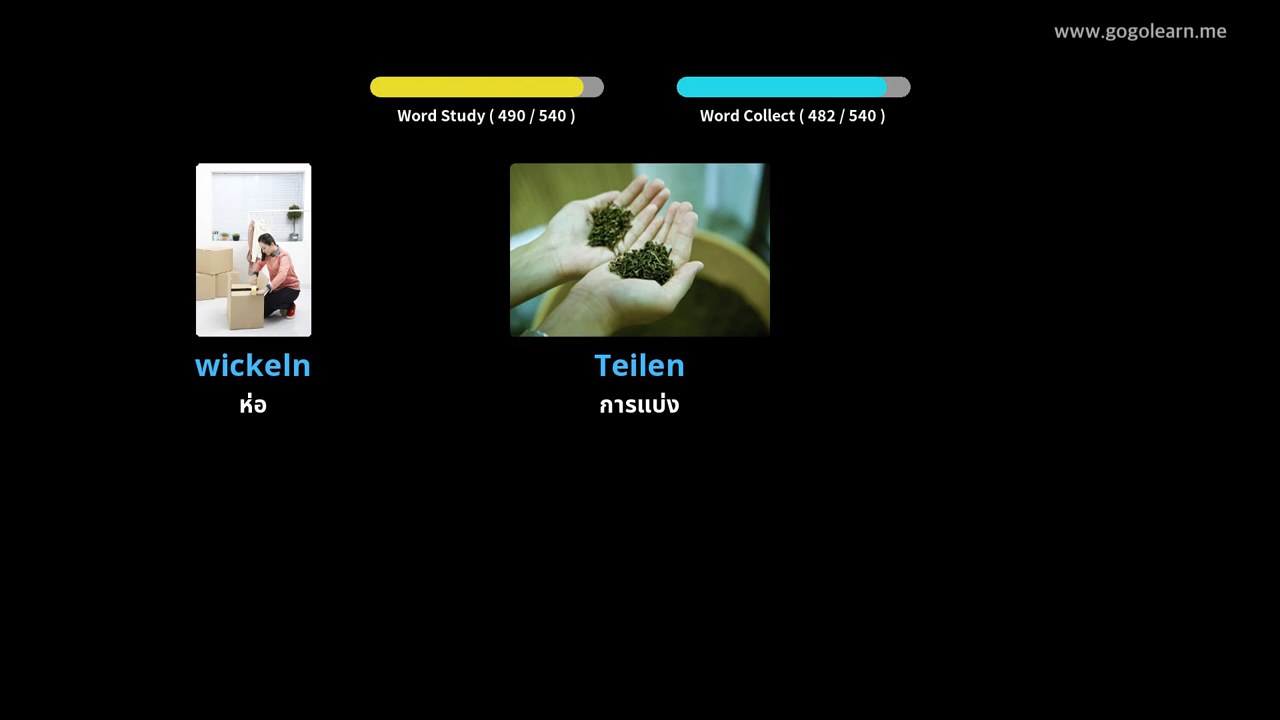 www.gogolearn.me
Word Study ( 490 / 540 )
Word Collect ( 482 / 540 )
wickeln
ห่อ
Teilen
การแบ่ง